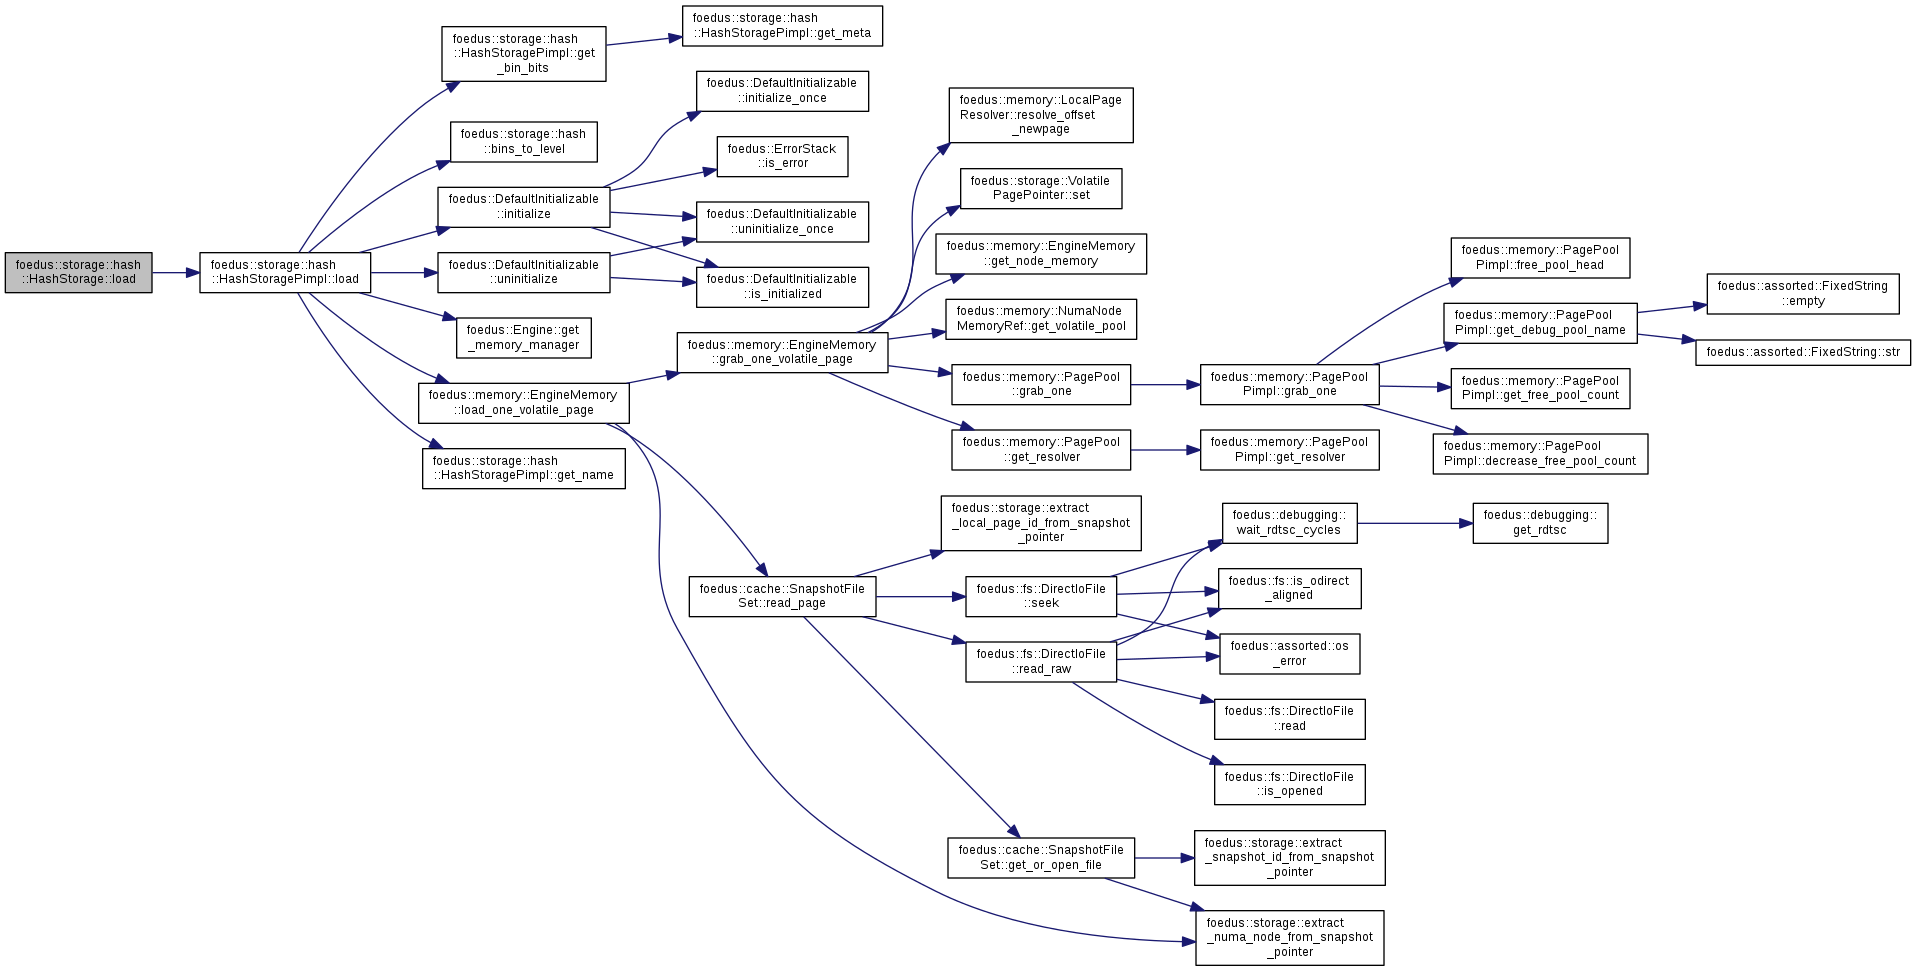 foedus::storage::hash
::HashStorage::load
foedus::storage::hash
::HashStoragePimpl::load
foedus::storage::hash
::HashStoragePimpl::get
_bin_bits
foedus::storage::hash
::bins_to_level
foedus::DefaultInitializable
::initialize
foedus::DefaultInitializable
::uninitialize
foedus::Engine::get
_memory_manager
foedus::memory::EngineMemory
::load_one_volatile_page
foedus::storage::hash
::HashStoragePimpl::get_name
foedus::storage::hash
::HashStoragePimpl::get_meta
foedus::DefaultInitializable
::initialize_once
foedus::ErrorStack
::is_error
foedus::DefaultInitializable
::uninitialize_once
foedus::DefaultInitializable
::is_initialized
foedus::memory::EngineMemory
::grab_one_volatile_page
foedus::cache::SnapshotFile
Set::read_page
foedus::memory::LocalPage
Resolver::resolve_offset
_newpage
foedus::storage::Volatile
PagePointer::set
foedus::memory::EngineMemory
::get_node_memory
foedus::memory::NumaNode
MemoryRef::get_volatile_pool
foedus::memory::PagePool
::grab_one
foedus::memory::PagePool
::get_resolver
foedus::storage::extract
_local_page_id_from_snapshot
_pointer
foedus::fs::DirectIoFile
::seek
foedus::fs::DirectIoFile
::read_raw
foedus::cache::SnapshotFile
Set::get_or_open_file
foedus::memory::PagePool
Pimpl::grab_one
foedus::memory::PagePool
Pimpl::get_resolver
foedus::debugging::
wait_rdtsc_cycles
foedus::fs::is_odirect
_aligned
foedus::assorted::os
_error
foedus::fs::DirectIoFile
::read
foedus::fs::DirectIoFile
::is_opened
foedus::storage::extract
_snapshot_id_from_snapshot
_pointer
foedus::storage::extract
_numa_node_from_snapshot
_pointer
foedus::memory::PagePool
Pimpl::free_pool_head
foedus::memory::PagePool
Pimpl::get_debug_pool_name
foedus::memory::PagePool
Pimpl::get_free_pool_count
foedus::memory::PagePool
Pimpl::decrease_free_pool_count
foedus::debugging::
get_rdtsc
foedus::assorted::FixedString
::empty
foedus::assorted::FixedString::str